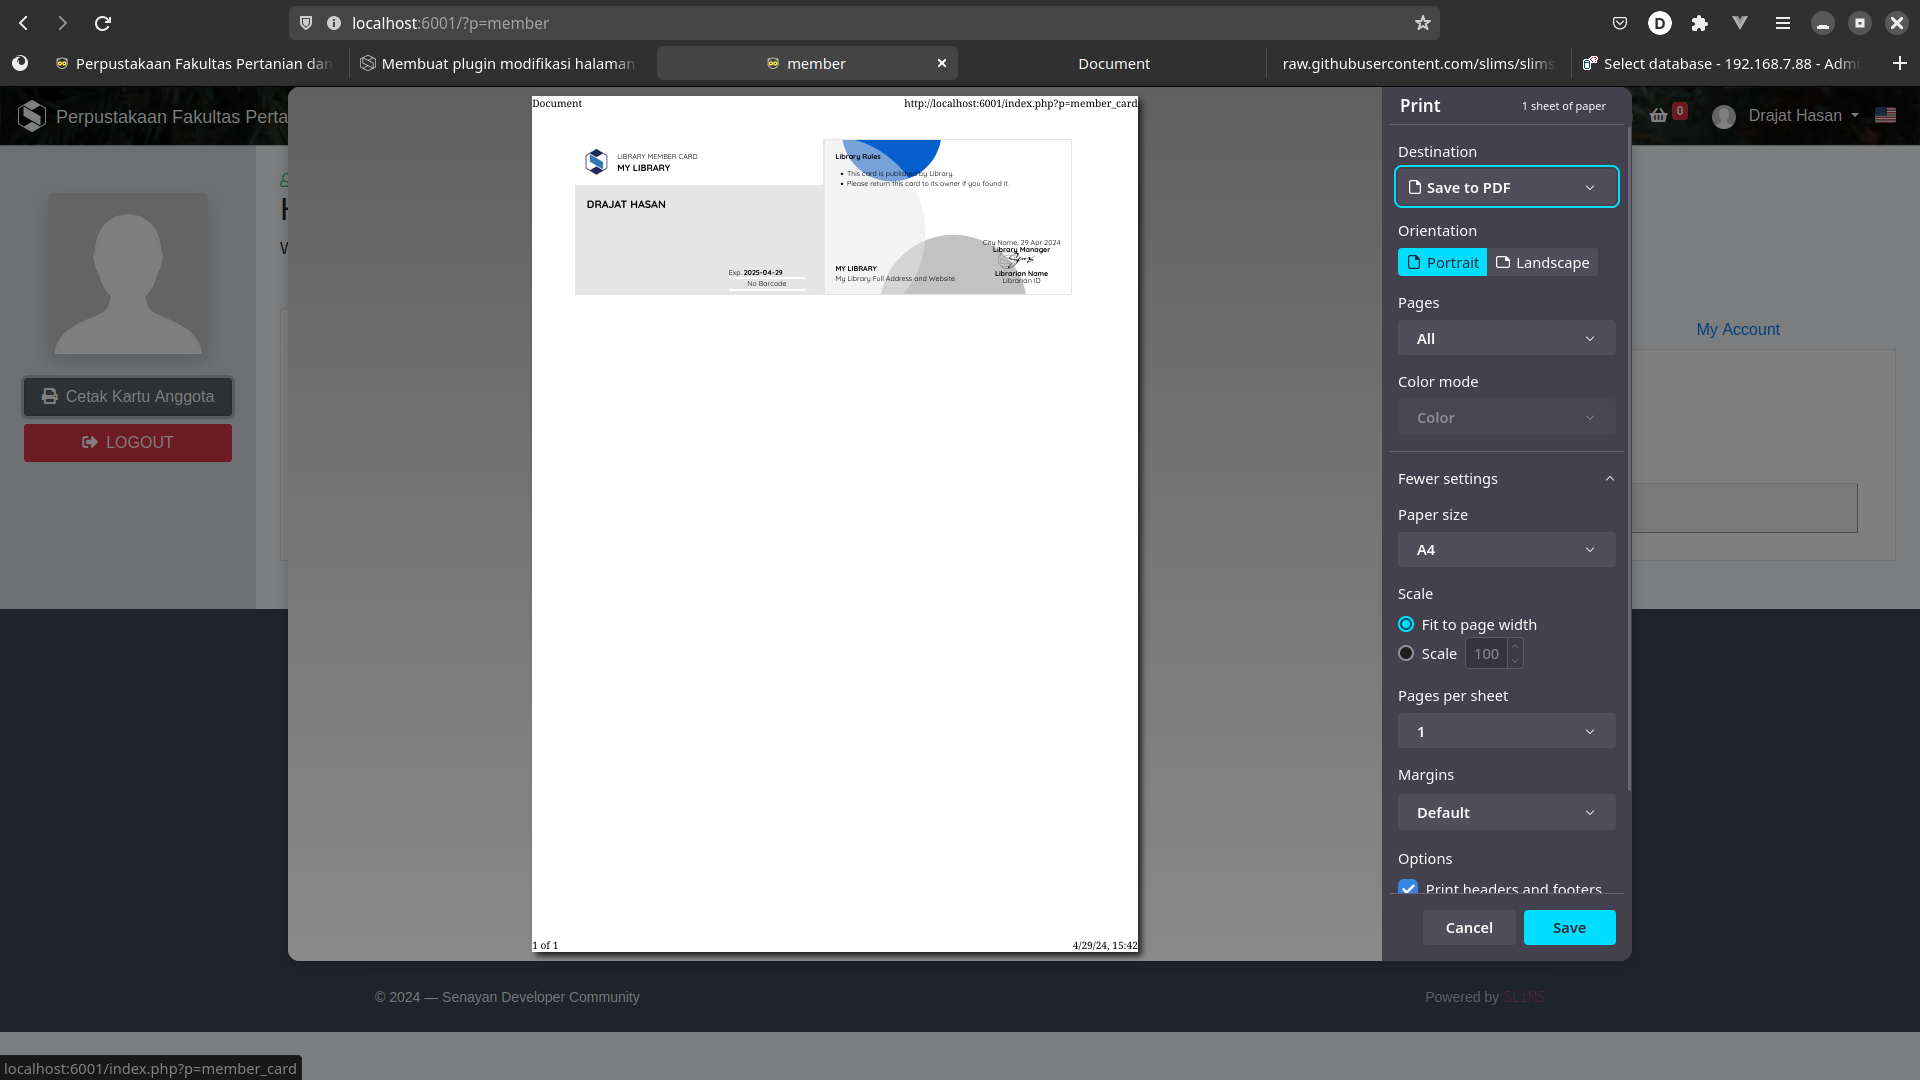 localhost:6001/?p=member
Perpustakaan Fakultas Pertanian dan
Membuat plugin modifikasi halaman
member
Document
raw.githubusercontent.com/slims/slims
Select database - 192.168.7.88 - Admi
Perpustakaan Fakultas Perta
0
Drajat Hasan
Cetak Kartu Anggota
LOGOUT
My Account
Document
http://localhost:6001/index.php?p=member_card
LIBRARY MEMBER CARD
MY LIBRARY
DRAJAT HASAN
Exp. 2025-04-29
No Barcode
Library Rules
This card is published by Library.
Please return this card to its owner if you found it.
City Name, 29 Apr 2024
Library Manager
Librarian Name
Librarian ID
MY LIBRARY
My Library Full Address and Website
1 of 1
4/29/24, 15:42
Print
1 sheet of paper
Destination
Save to PDF
Orientation
Portrait
Landscape
Pages
All
Color mode
Color
Fewer settings
Paper size
A4
Scale
Fit to page width
Scale
100
Pages per sheet
1
Margins
Default
Options
Print headers and footers
Cancel
Save
© 2024 — Senayan Developer Community
Powered by SLiMS
localhost:6001/index.php?p=member_card